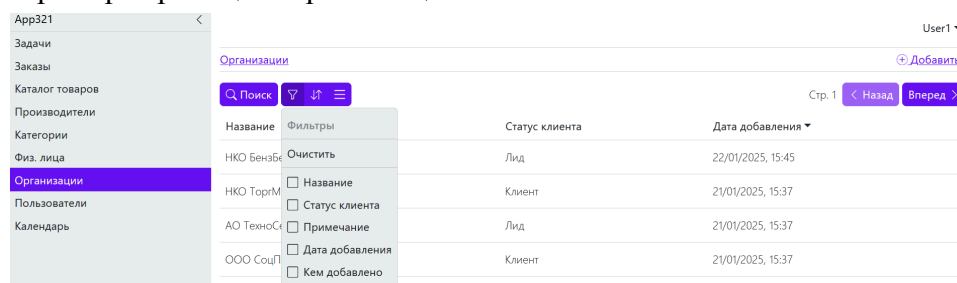 App321
User1
Задачи
Заказы
Каталог товаров
Производители
Категории
Физ. лица
Организации
Пользователи
Календарь
Организации
Добавить
Поиск
Стр. 1
Назад
Вперед
Название
Статус клиента
Дата добавления
НКО
Лид
22/01/2025, 15:45
НКО
Клиент
21/01/2025, 15:37
АО
Лид
21/01/2025, 15:37
ООО
Клиент
21/01/2025, 15:37
Фильтры
Очистить
Название
Статус клиента
Примечание
Дата добавления
Кем добавлено